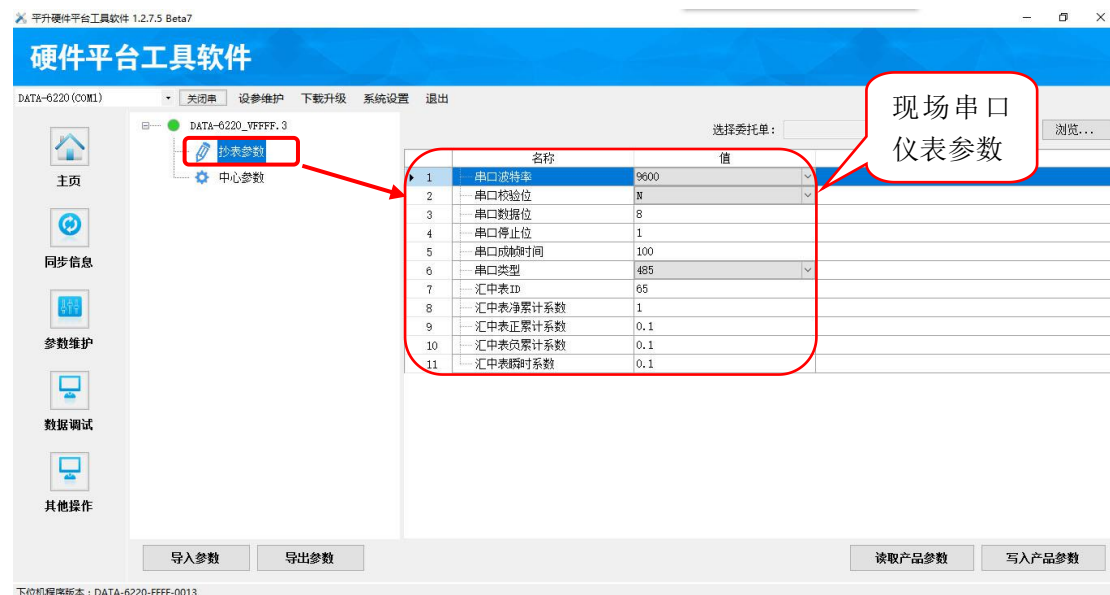 平升硬件平台工具软件 1.2.7.5 Beta7
硬件平台工具软件
DATA-6220(COM1) 关闭串 设参维护 下载升级 系统设置 退出
现场串口
仪表参数
DATA-6220_VFFFF.3
抄表参数
中心参数
选择委托单： 浏览...
主页
同步信息
参数维护
数据调试
其他操作
名称 值
1 串口波特率 9600
2 串口校验位 N
3 串口数据位 8
4 串口停止位 1
5 串口成帧时间 100
6 串口类型 485
7 汇中表ID 65
8 汇中表净累计系数 1
9 汇中表正累计系数 0.1
10 汇中表负累计系数 0.1
11 汇中表瞬时系数 0.1
导入参数 导出参数 读取产品参数 写入产品参数
下位机程序版本：DATA-6220-FFFF-0013